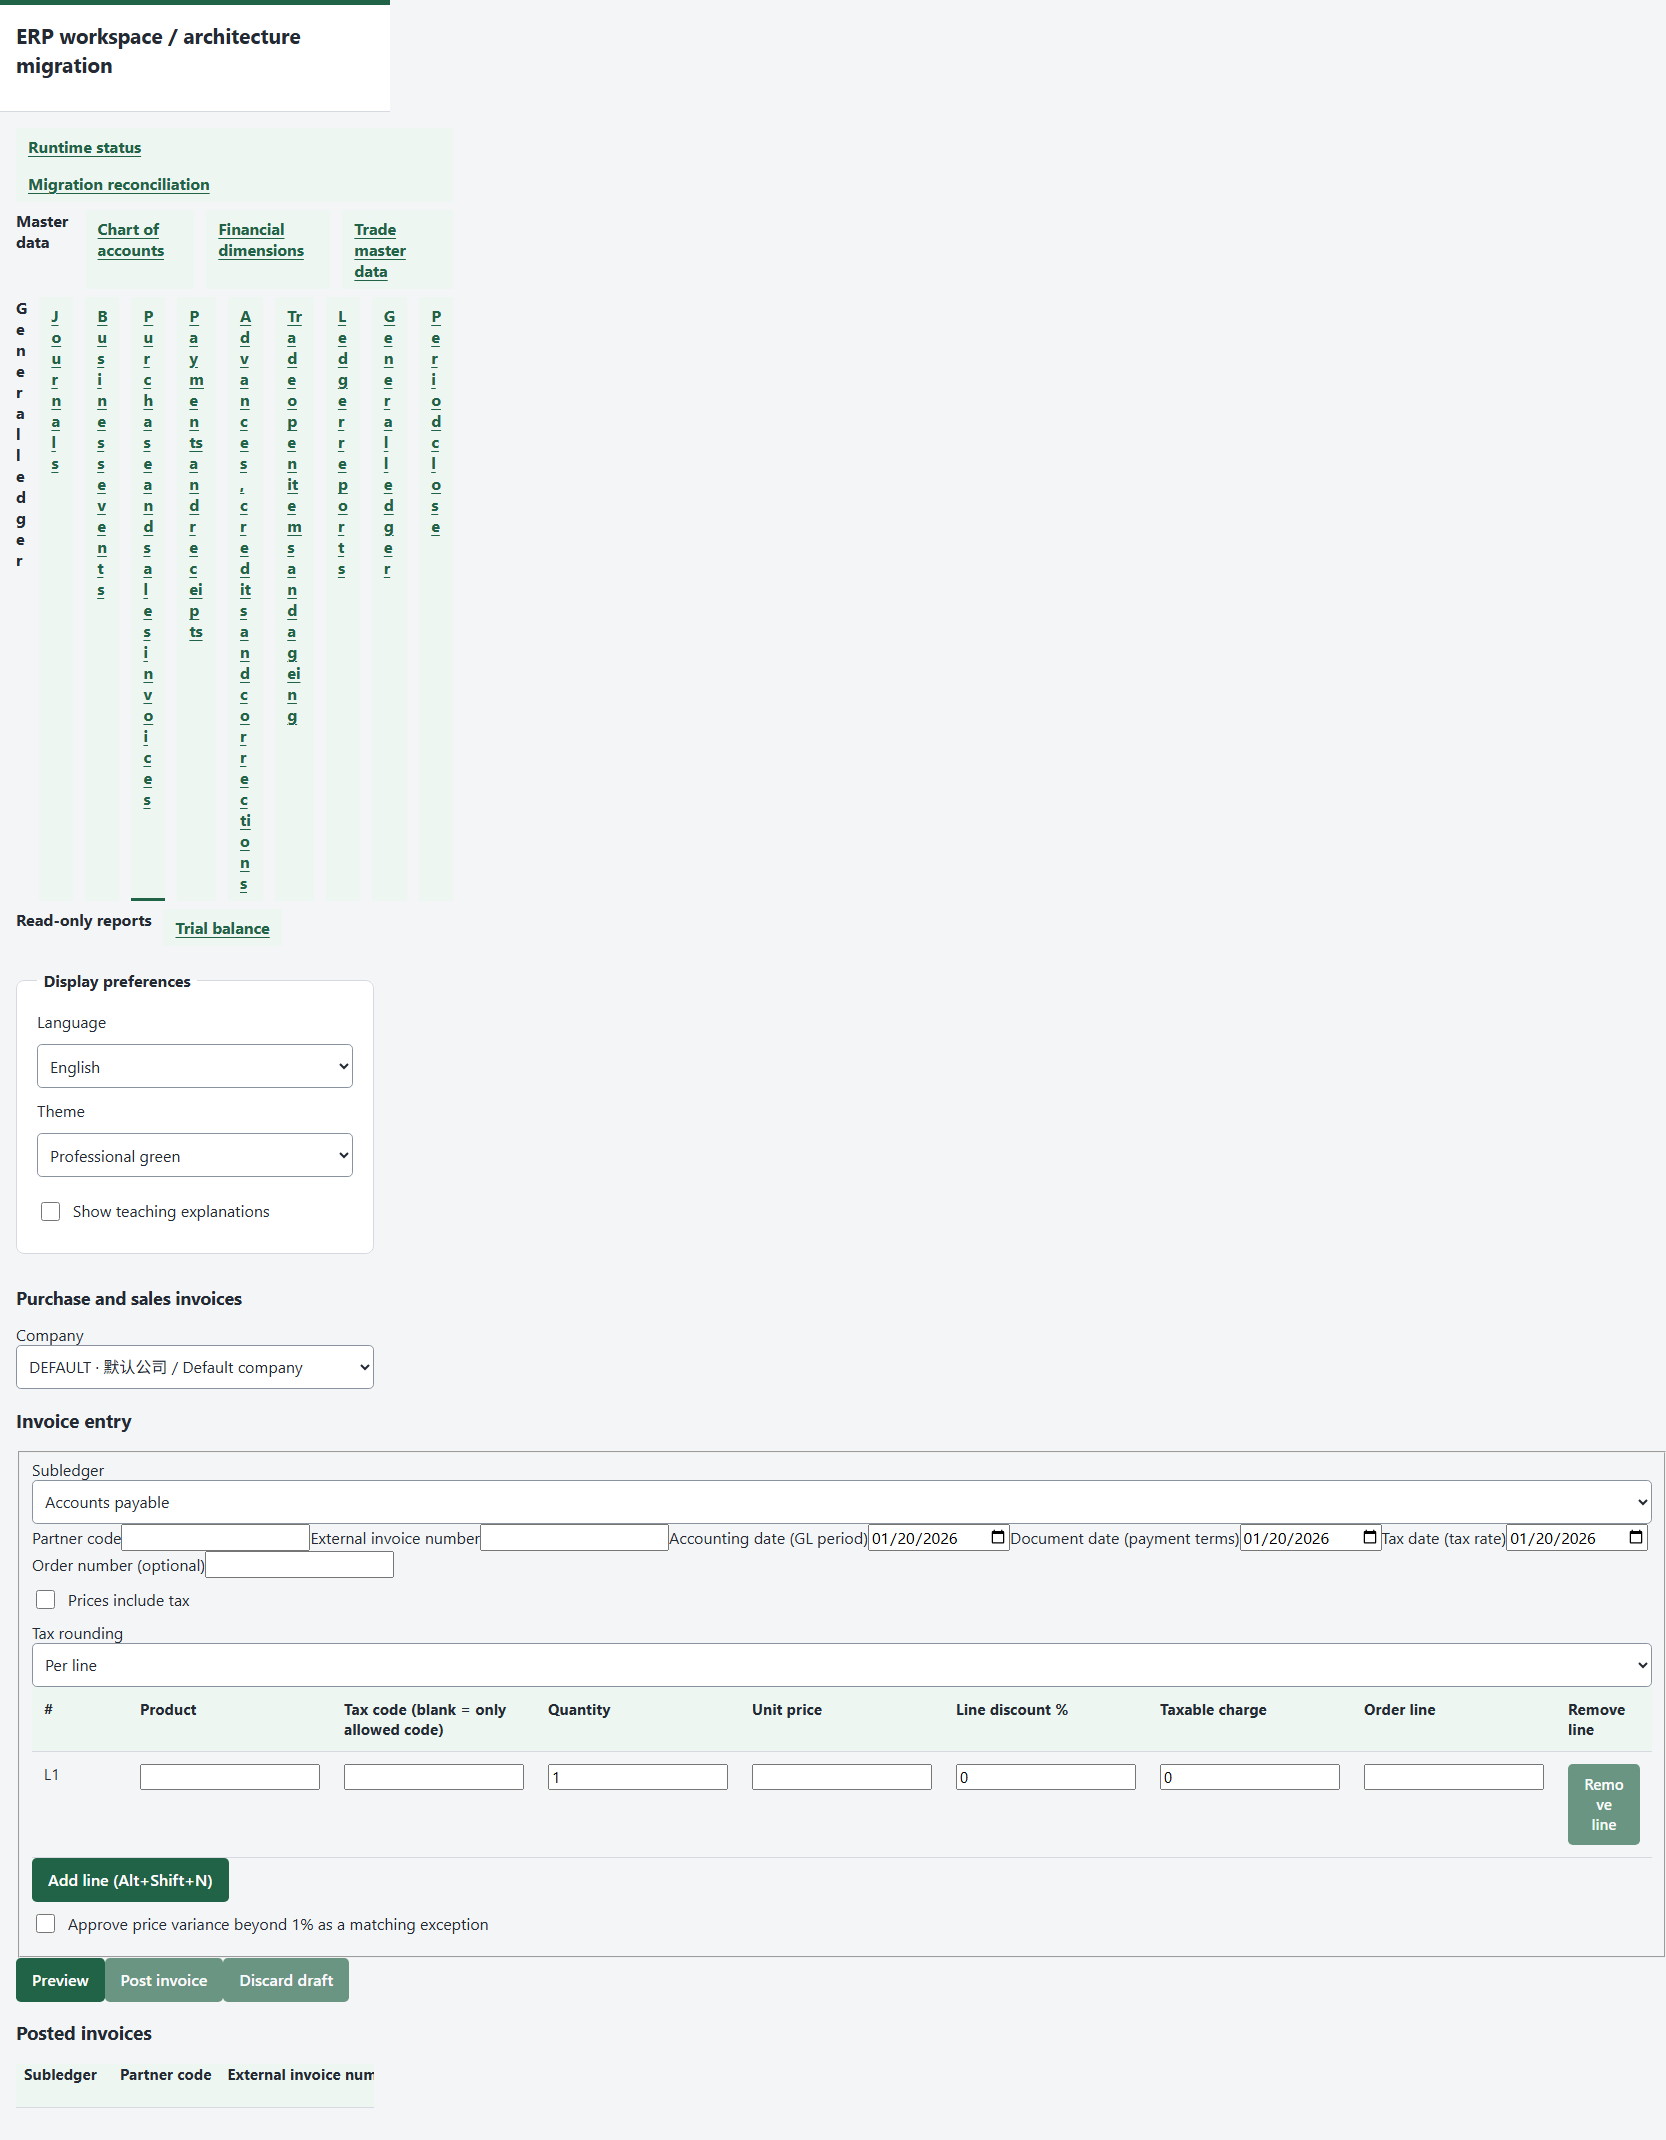 ERP workspace / architecture
migration
Runtime status
Migration reconciliation
Master
data
Chart of
accounts
Financial
dimensions
Trade
master
data
General ledger
Journals
Business events
Purchase and sales invoices
Payments and receipts
Advances, credits and corrections
Trade open items and ageing
Ledger reports
General ledger
Period close
Read-only reports
Trial balance
Display preferences
Language
English
Theme
Professional green
Show teaching explanations
Purchase and sales invoices
Company
DEFAULT · 默认公司 / Default company
Invoice entry
Subledger
Accounts payable
Partner code External invoice number Accounting date (GL period) 01/20/2026 Document date (payment terms) 01/20/2026 Tax date (tax rate) 01/20/2026
Order number (optional)
Prices include tax
Tax rounding
Per line
# Product Tax code (blank = only allowed code) Quantity Unit price Line discount % Taxable charge Order line Remove line
L1 1 0 0 Remove line
Add line (Alt+Shift+N)
Approve price variance beyond 1% as a matching exception
Preview Post invoice Discard draft
Posted invoices
Subledger Partner code External invoice num